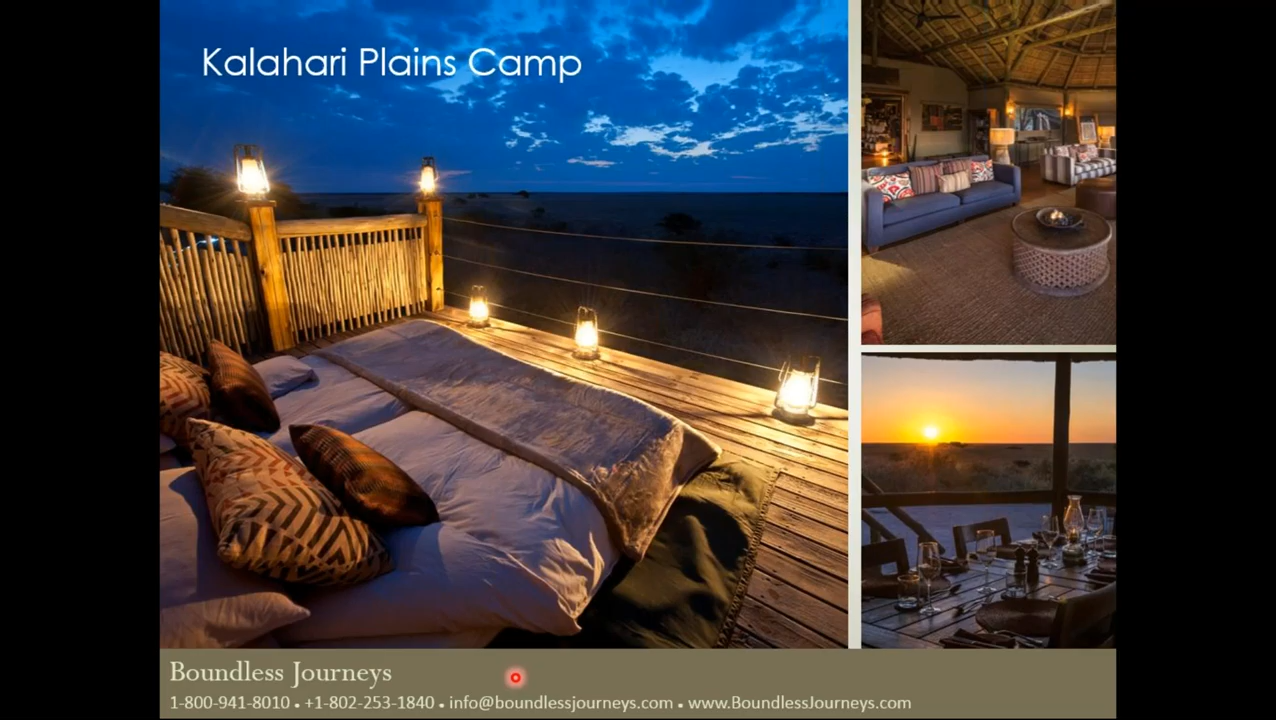 Kalahari Plains Camp
Boundless Journeys
1-800-941-8010 • +1-802-253-1840 • info@boundlessjourneys.com • www.BoundlessJourneys.com